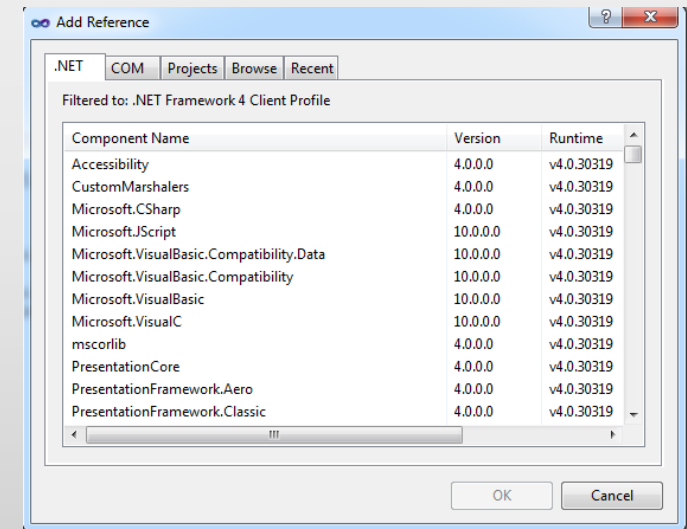 Add Reference
.NET COM Projects Browse Recent
Filtered to: .NET Framework 4 Client Profile
Component Name Version Runtime
Accessibility 4.0.0.0 v4.0.30319
CustomMarshalers 4.0.0.0 v4.0.30319
Microsoft.CSharp 4.0.0.0 v4.0.30319
Microsoft.JScript 10.0.0.0 v4.0.30319
Microsoft.VisualBasic.Compatibility.Data 10.0.0.0 v4.0.30319
Microsoft.VisualBasic.Compatibility 10.0.0.0 v4.0.30319
Microsoft.VisualBasic 10.0.0.0 v4.0.30319
Microsoft.VisualC 10.0.0.0 v4.0.30319
mscorlib 4.0.0.0 v4.0.30319
PresentationCore 4.0.0.0 v4.0.30319
PresentationFramework.Aero 4.0.0.0 v4.0.30319
PresentationFramework.Classic 4.0.0.0 v4.0.30319
OK Cancel